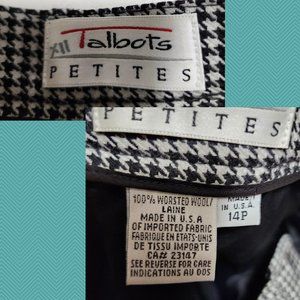 XII
Talbots
PETITES
PETITES
100% WORSTED WOOL/
LAINE
MADE IN U.S.A
OF IMPORTED FABRIC
FABRIQUE EN ETATS-UNIS
DE TISSU IMPORTE
CA# 23147
SEE REVERSE FOR CARE
INDICATIONS AU DOS
MADE
IN U.S.A.
14P